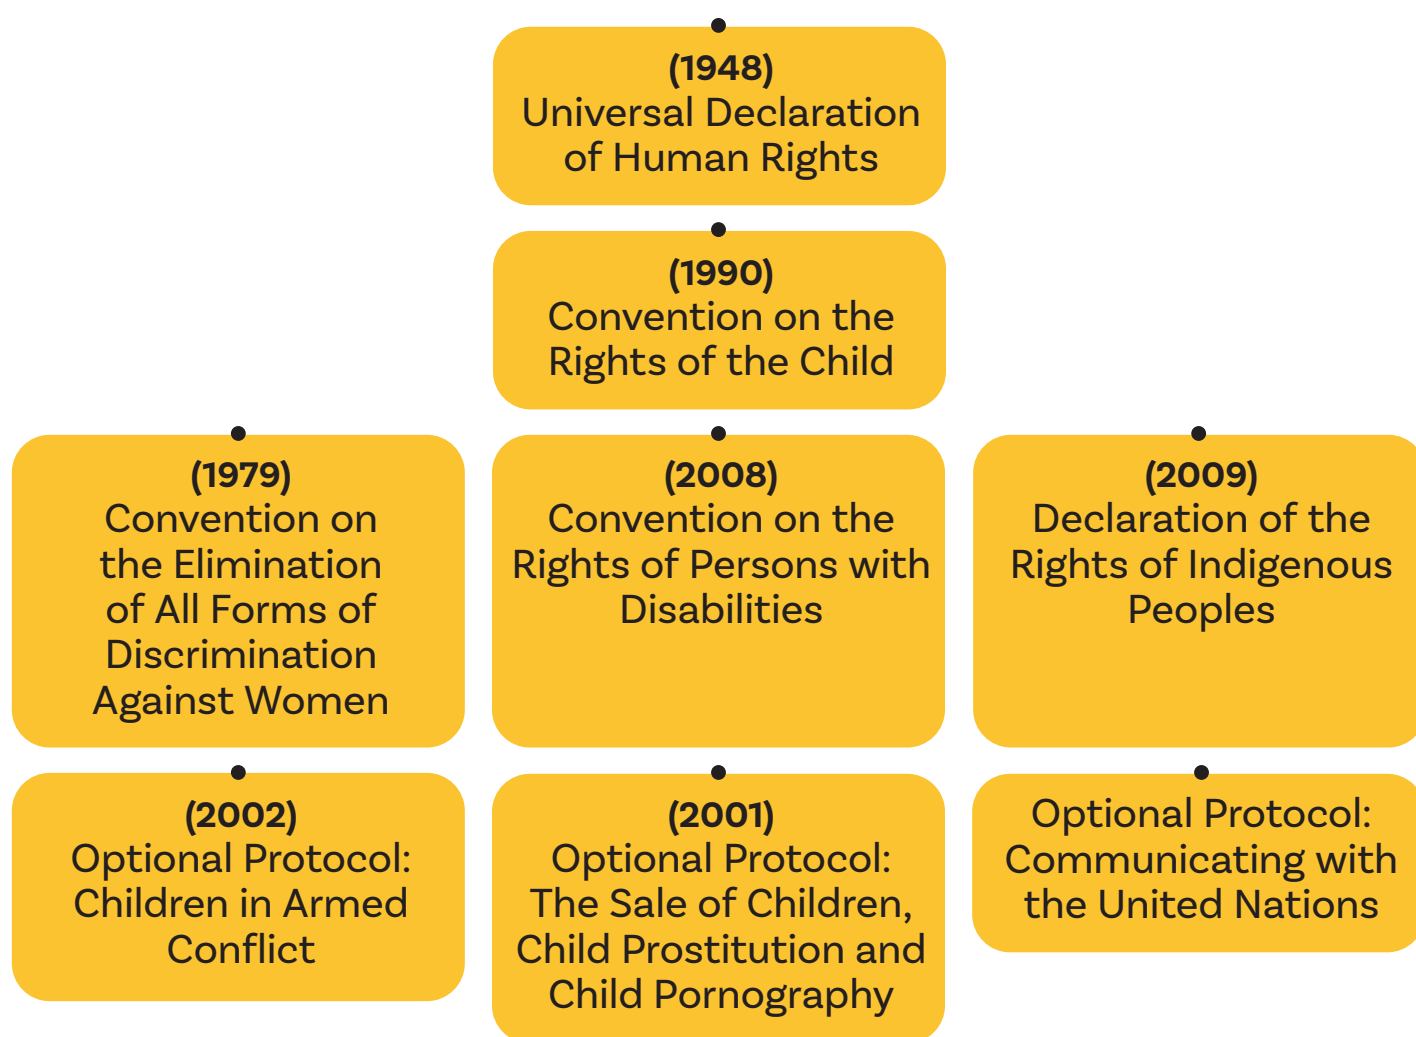 (1948)
Universal Declaration
of Human Rights
(1990)
Convention on the
Rights of the Child
(1979)
Convention on
the Elimination
of All Forms of
Discrimination
Against Women
(2008)
Convention on the
Rights of Persons with
Disabilities
(2009)
Declaration of the
Rights of Indigenous
Peoples
(2002)
Optional Protocol:
Children in Armed
Conflict
(2001)
Optional Protocol:
The Sale of Children,
Child Prostitution and
Child Pornography
Optional Protocol:
Communicating with
the United Nations